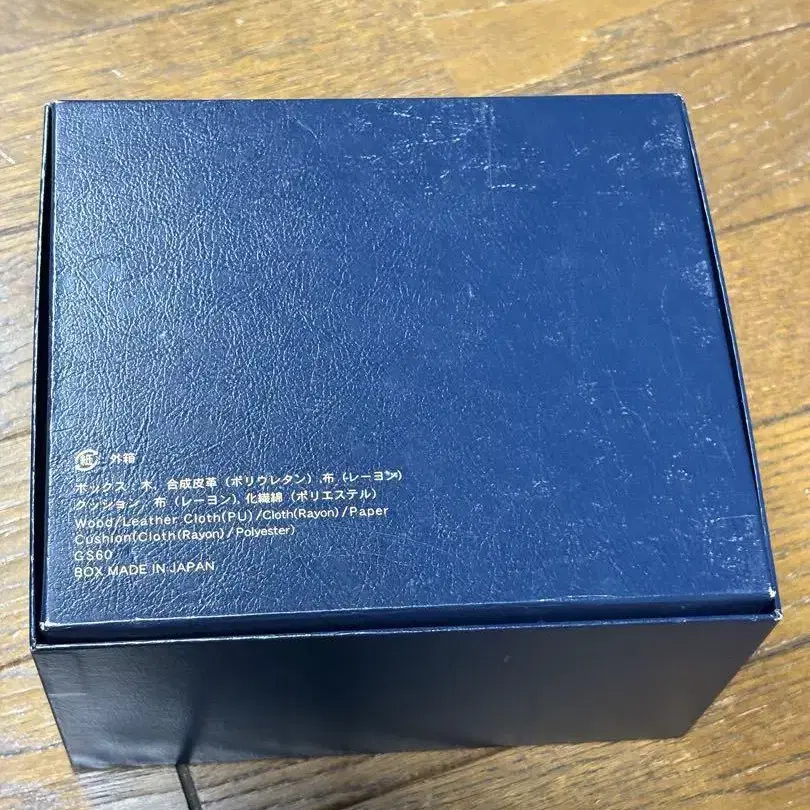 紙 外箱
ボックス 木、合成皮革（ポリウレタン）、布（レーヨン）
クッション 布（レーヨン）、化繊綿（ポリエステル）
Wood/Leather Cloth(PU)/Cloth(Rayon)/Paper
Cushion(Cloth(Rayon)/Polyester)
GS60
BOX MADE IN JAPAN